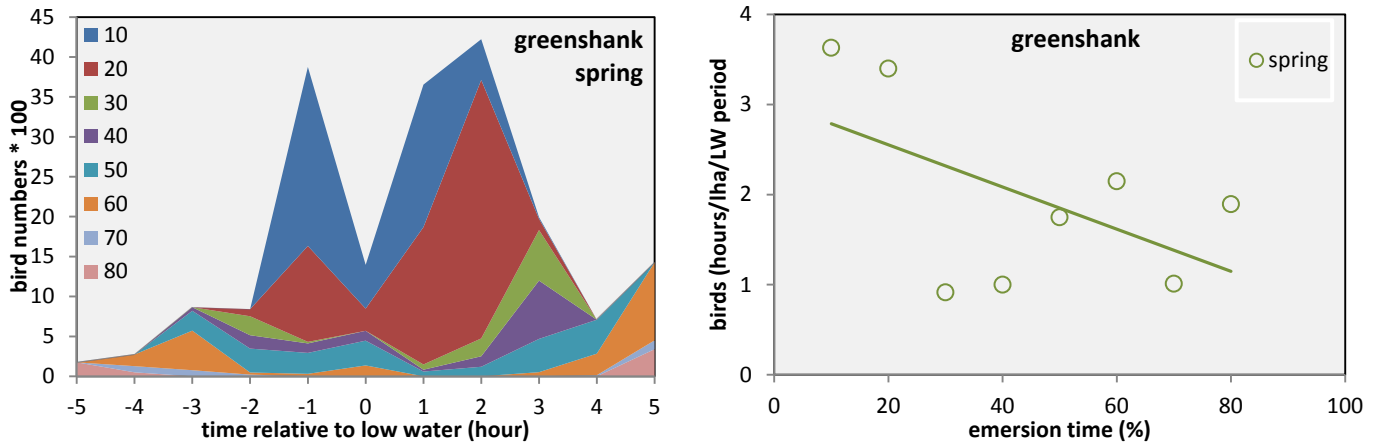 45
40
35
30
25
20
15
10
5
0
bird numbers * 100
10
20
30
40
50
60
70
80
greenshank
spring
-5 -4 -3 -2 -1 0 1 2 3 4 5
time relative to low water (hour)
4
3
2
1
0
birds (hours/lha/LW period
greenshank
spring
0 20 40 60 80 100
emersion time (%)